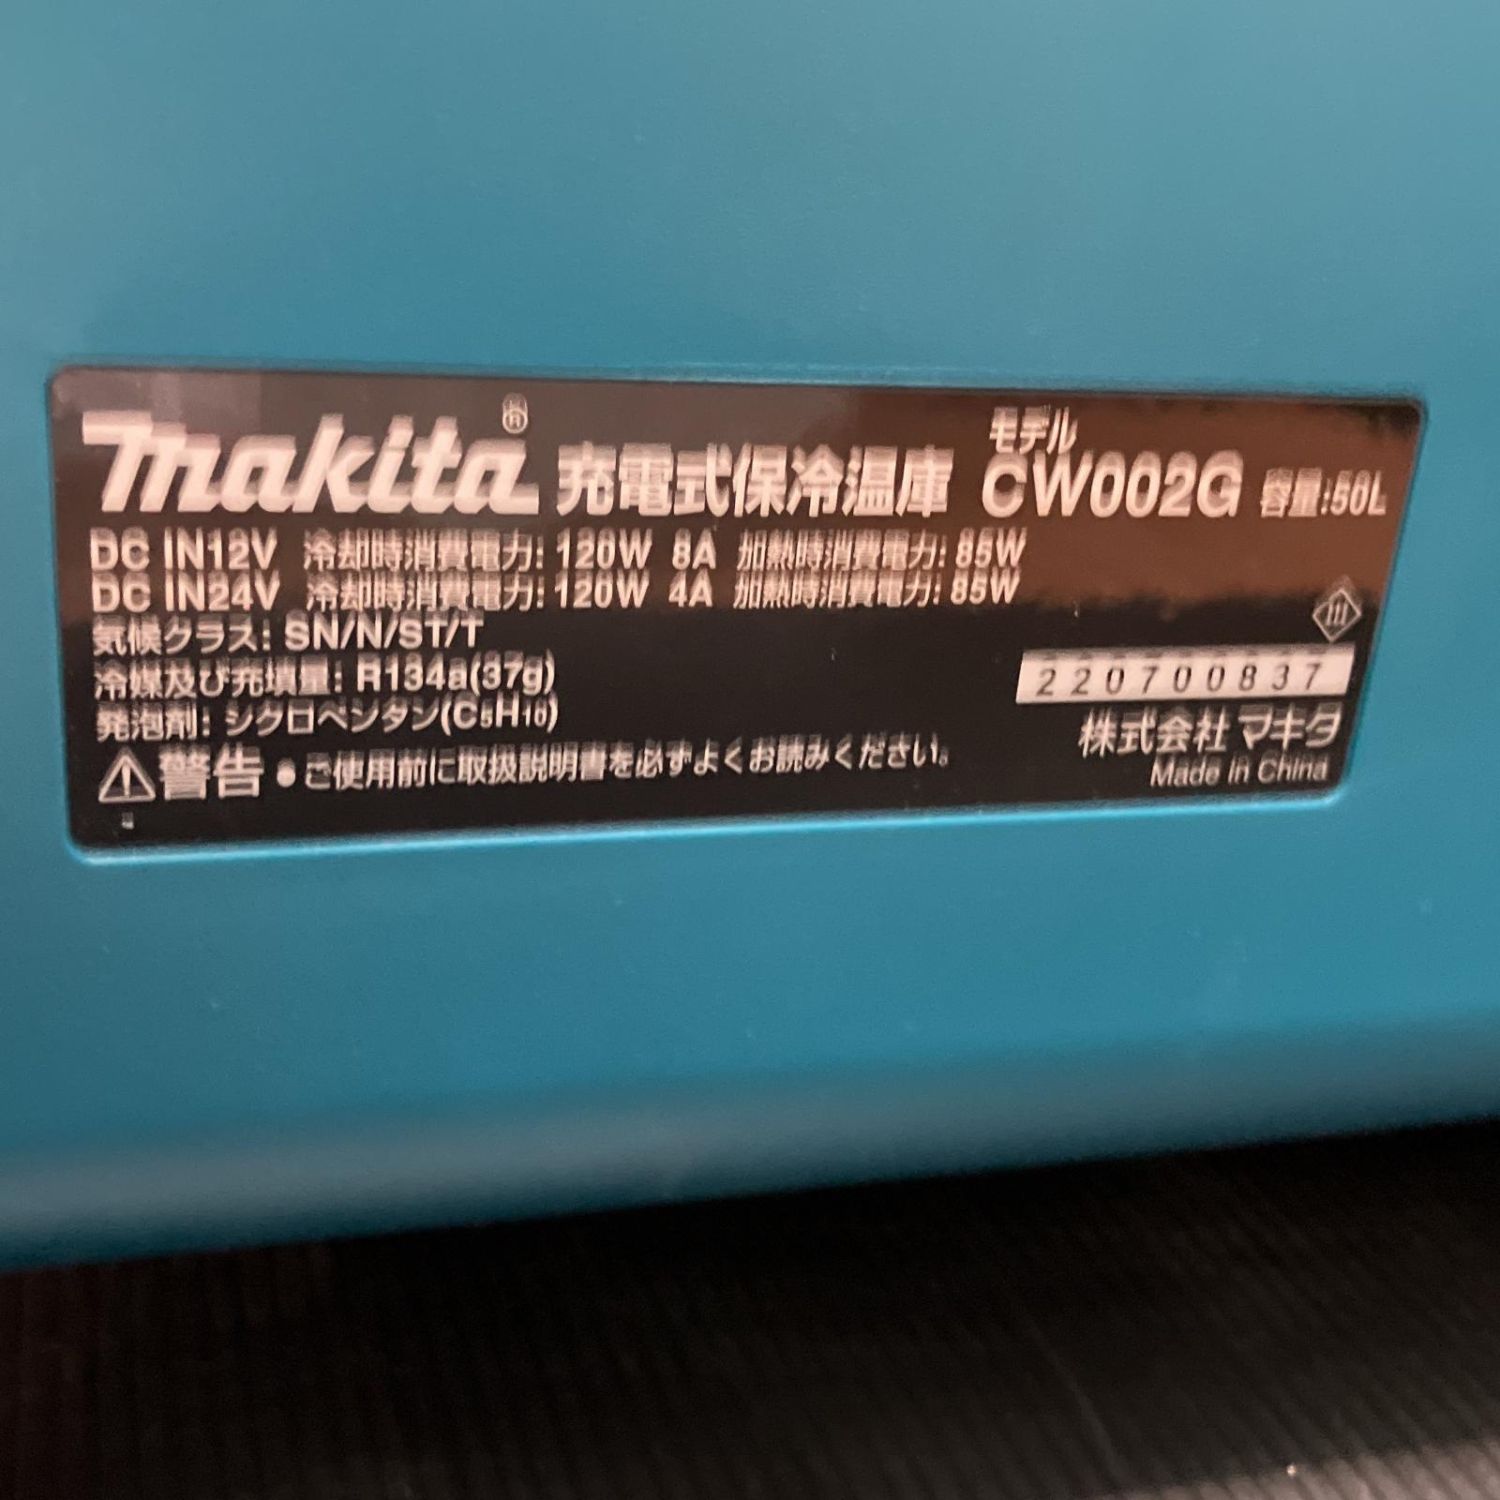 makita® 充電式保冷温庫 モデル CW002G 容量:50L
DC IN12V 冷却時消費電力: 120W 8A 加熱時消費電力: 85W
DC IN24V 冷却時消費電力: 120W 4A 加熱時消費電力: 85W
気候クラス: SN/N/ST/T
冷媒及び充填量: R134a(37g)
220700837
発泡剤: シクロペンタン(C5H10)
株式会社 マキタ
⚠警告 ●ご使用前に取扱説明書を必ずよくお読みください。
Made in China